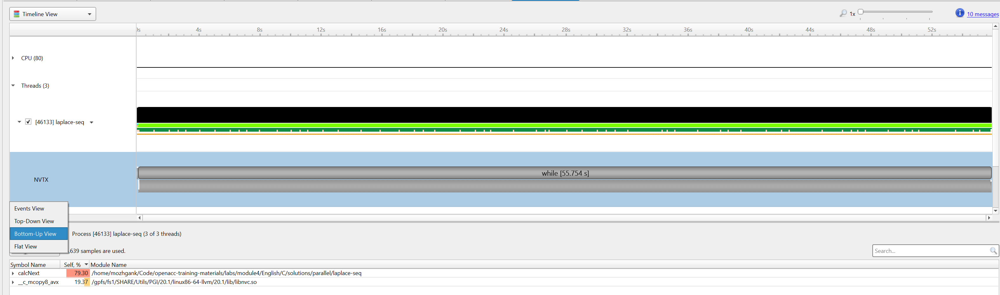 Timeline View
1x
10 messages
0s 4s 8s 12s 16s 20s 24s 28s 32s 36s 40s 44s 48s 52s
CPU (80)
Threads (3)
[46133] laplace-seq
while [55.754 s]
NVTX
Events View
Top-Down View
Bottom-Up View
Process [46133] laplace-seq (3 of 3 threads)
Flat View
,639 samples are used.
Search...
Symbol Name Self, % Module Name
calcNext 79.30 /home/mozhgank/Code/openacc-training-materials/labs/module4/English/C/solutions/parallel/laplace-seq
__c_mcopy8_avx 19.37 /gpfs/fs1/SHARE/Utils/PGI/20.1/linux86-64-llvm/20.1/lib/libnvc.so